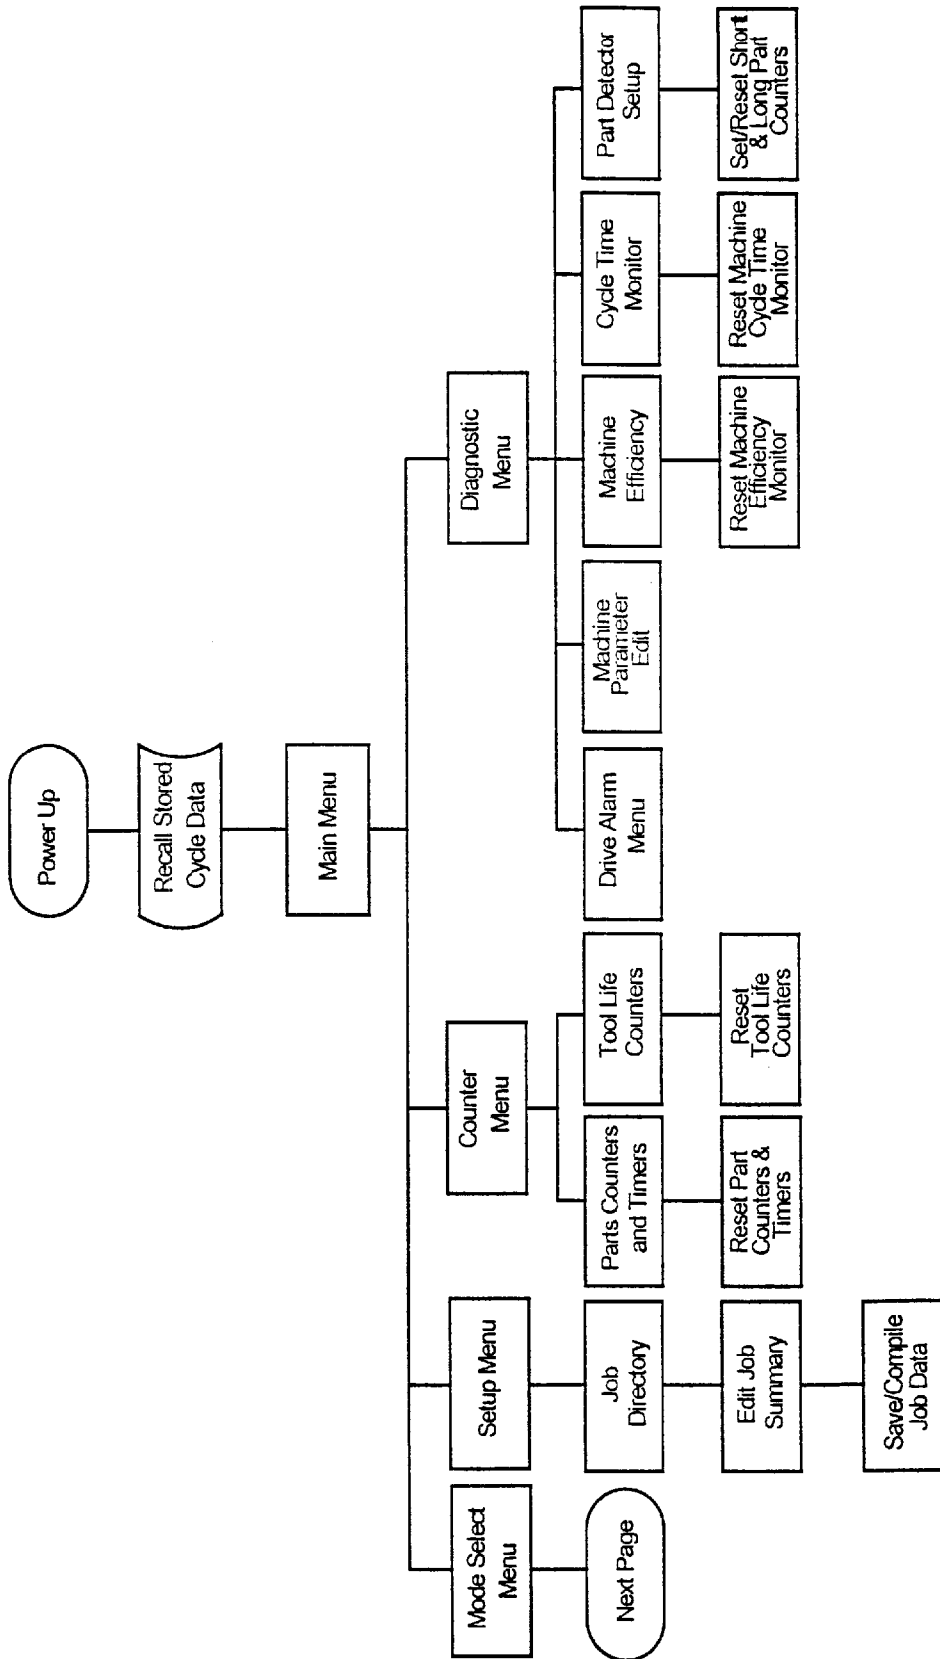 Power Up
Recall Stored
Cycle Data
Main Menu
Mode Select
Menu
Setup Menu
Counter
Menu
Diagnostic
Menu
Next Page
Job
Directory
Parts Counters
and Timers
Tool Life
Counters
Drive Alarm
Menu
Machine
Parameter
Edit
Machine
Efficiency
Cycle Time
Monitor
Part Detector
Setup
Edit Job
Summary
Reset Part
Counters &
Timers
Reset
Tool Life
Counters
Reset Machine
Efficiency
Monitor
Reset Machine
Cycle Time
Monitor
Set/Reset Short
& Long Part
Counters
Save/Compile
Job Data